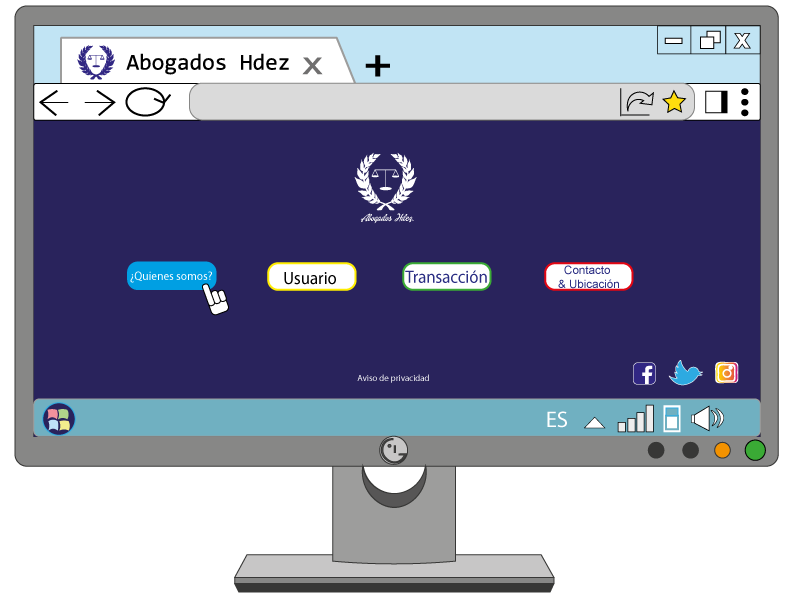 Abogados Hdez X
Abogados Hdez.
¿Quienes somos?
Usuario
Transacción
Contacto
& Ubicación
Aviso de privacidad
ES